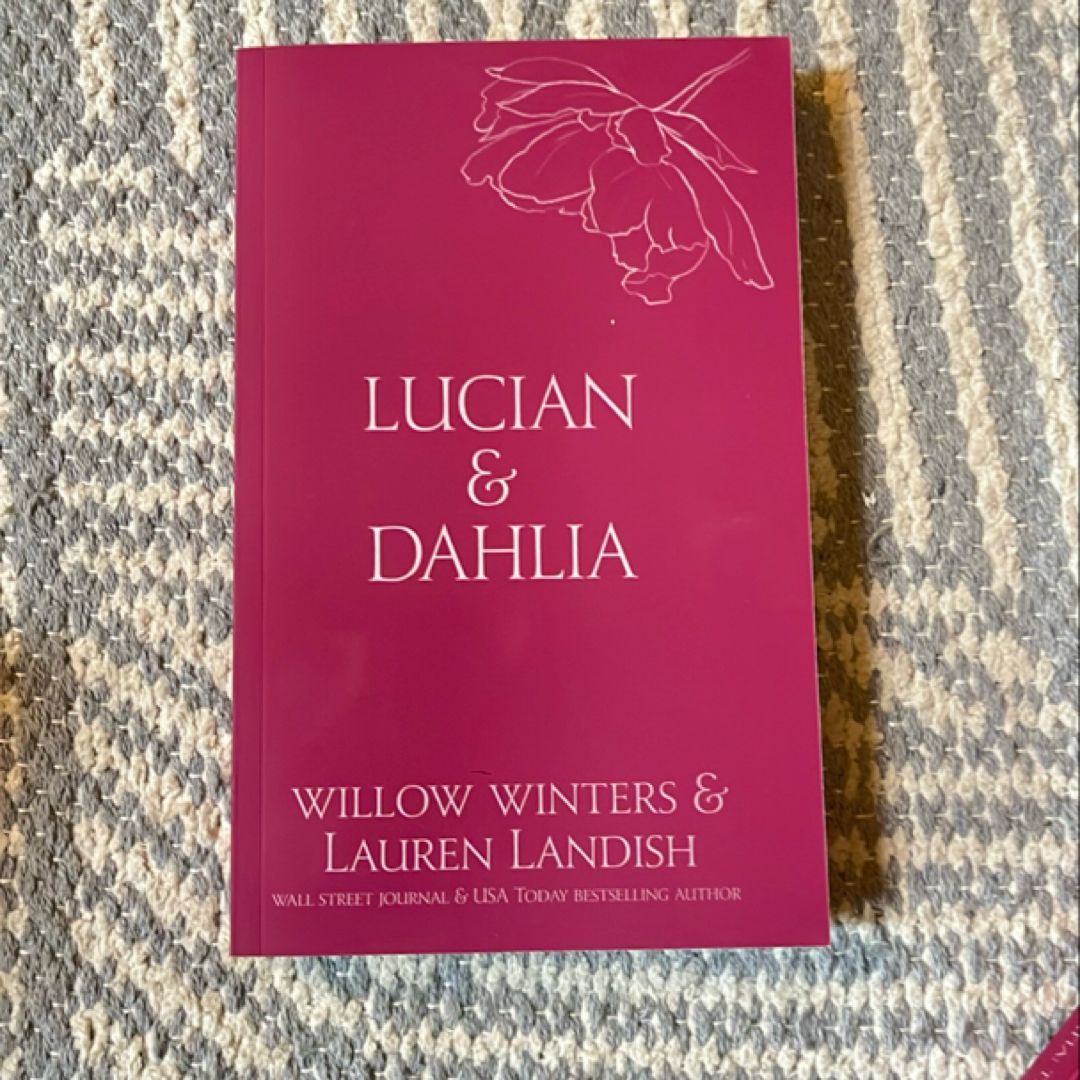 LUCIAN
&
DAHLIA
WILLOW WINTERS &
LAUREN LANDISH
WALL STREET JOURNAL & USA TODAY BESTSELLING AUTHOR